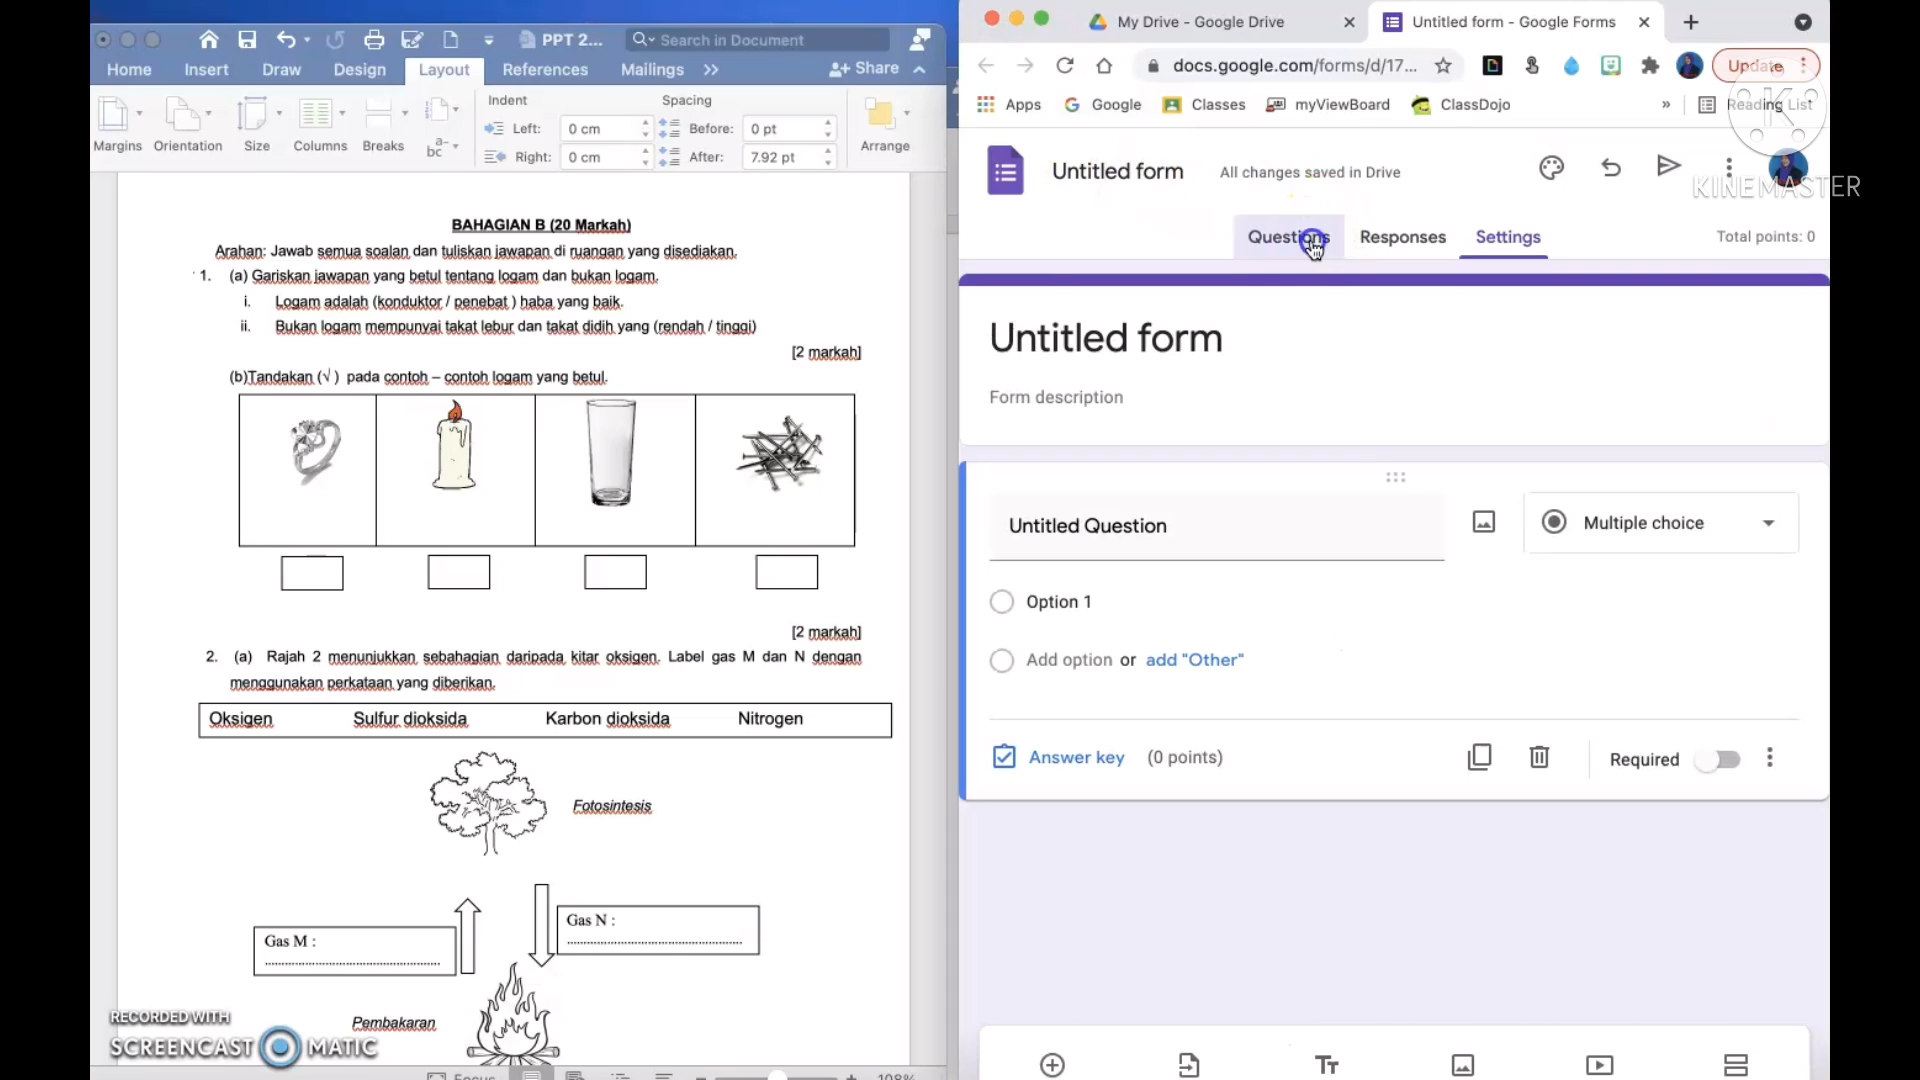 PPT 2...
Search in Document
Home
Insert
Draw
Design
Layout
References
Mailings
Share
Margins
Orientation
Size
Columns
Breaks
Indent
Left: 0 cm
Right: 0 cm
Spacing
Before: 0 pt
After: 7.92 pt
Arrange
BAHAGIAN B (20 Markah)
Arahan: Jawab semua soalan dan tuliskan jawapan di ruangan yang disediakan.
1. (a) Gariskan jawapan yang betul tentang logam dan bukan logam.
i. Logam adalah (konduktor / penebat ) haba yang baik.
ii. Bukan logam mempunyai takat lebur dan takat didih yang (rendah / tinggi)
[2 markah]
(b)Tandakan (√ ) pada contoh – contoh logam yang betul.
[2 markah]
2. (a) Rajah 2 menunjukkan sebahagian daripada kitar oksigen. Label gas M dan N dengan
menggunakan perkataan yang diberikan.
Oksigen Sulfur dioksida Karbon dioksida Nitrogen
Fotosintesis
Gas N :
Gas M :
Pembakaran
RECORDED WITH
SCREENCAST MATIC
Focus
108%
My Drive - Google Drive
Untitled form - Google Forms
docs.google.com/forms/d/17...
Update
Apps
Google
Classes
myViewBoard
ClassDojo
»
Reading List
K
KINEMASTER
Untitled form
All changes saved in Drive
Questions
Responses
Settings
Total points: 0
Untitled form
Form description
Untitled Question
Multiple choice
Option 1
Add option or add "Other"
Answer key (0 points)
Required